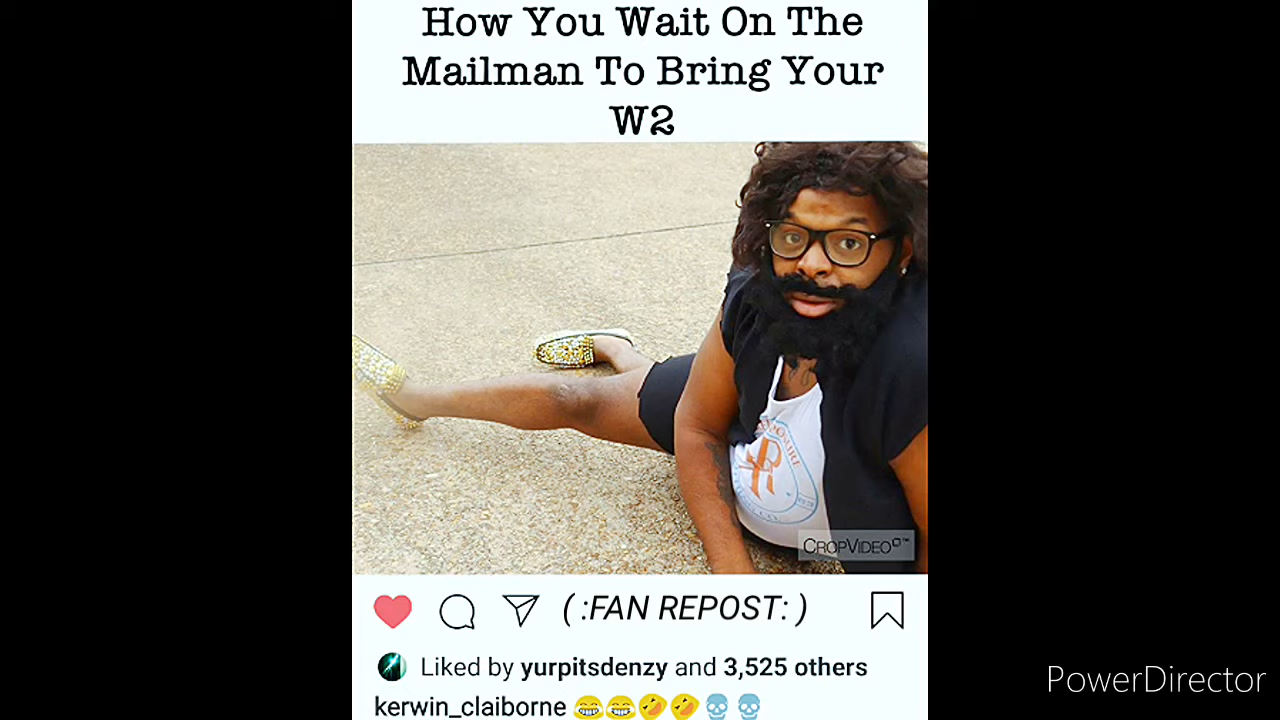 How You Wait On The
Mailman To Bring Your
W2
CROPVIDEO™
( :FAN REPOST: )
Liked by yurpitsdenzy and 3,525 others
kerwin_claiborne 😂😂🤣🤣💀💀
PowerDirector